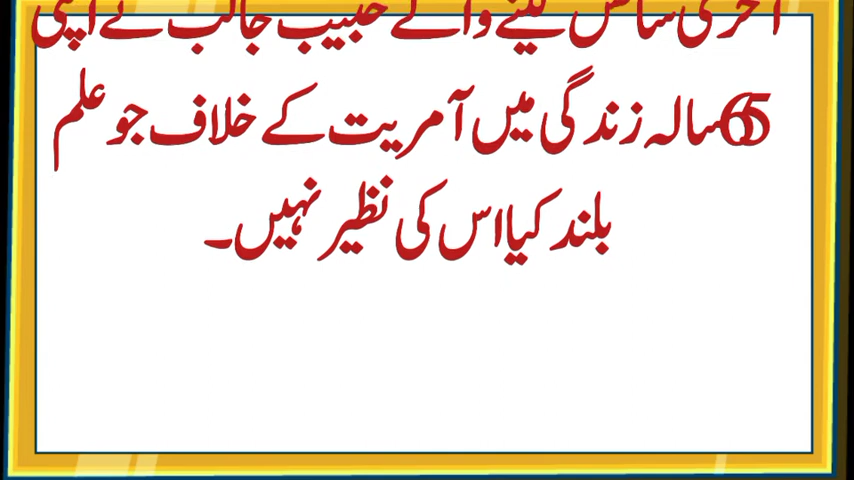 آخری سانس لینے والے حبیب جالب نے اپنی
65سالہ زندگی میں آمریت کے خلاف جو علم
بلند کیا اس کی نظیر نہیں۔